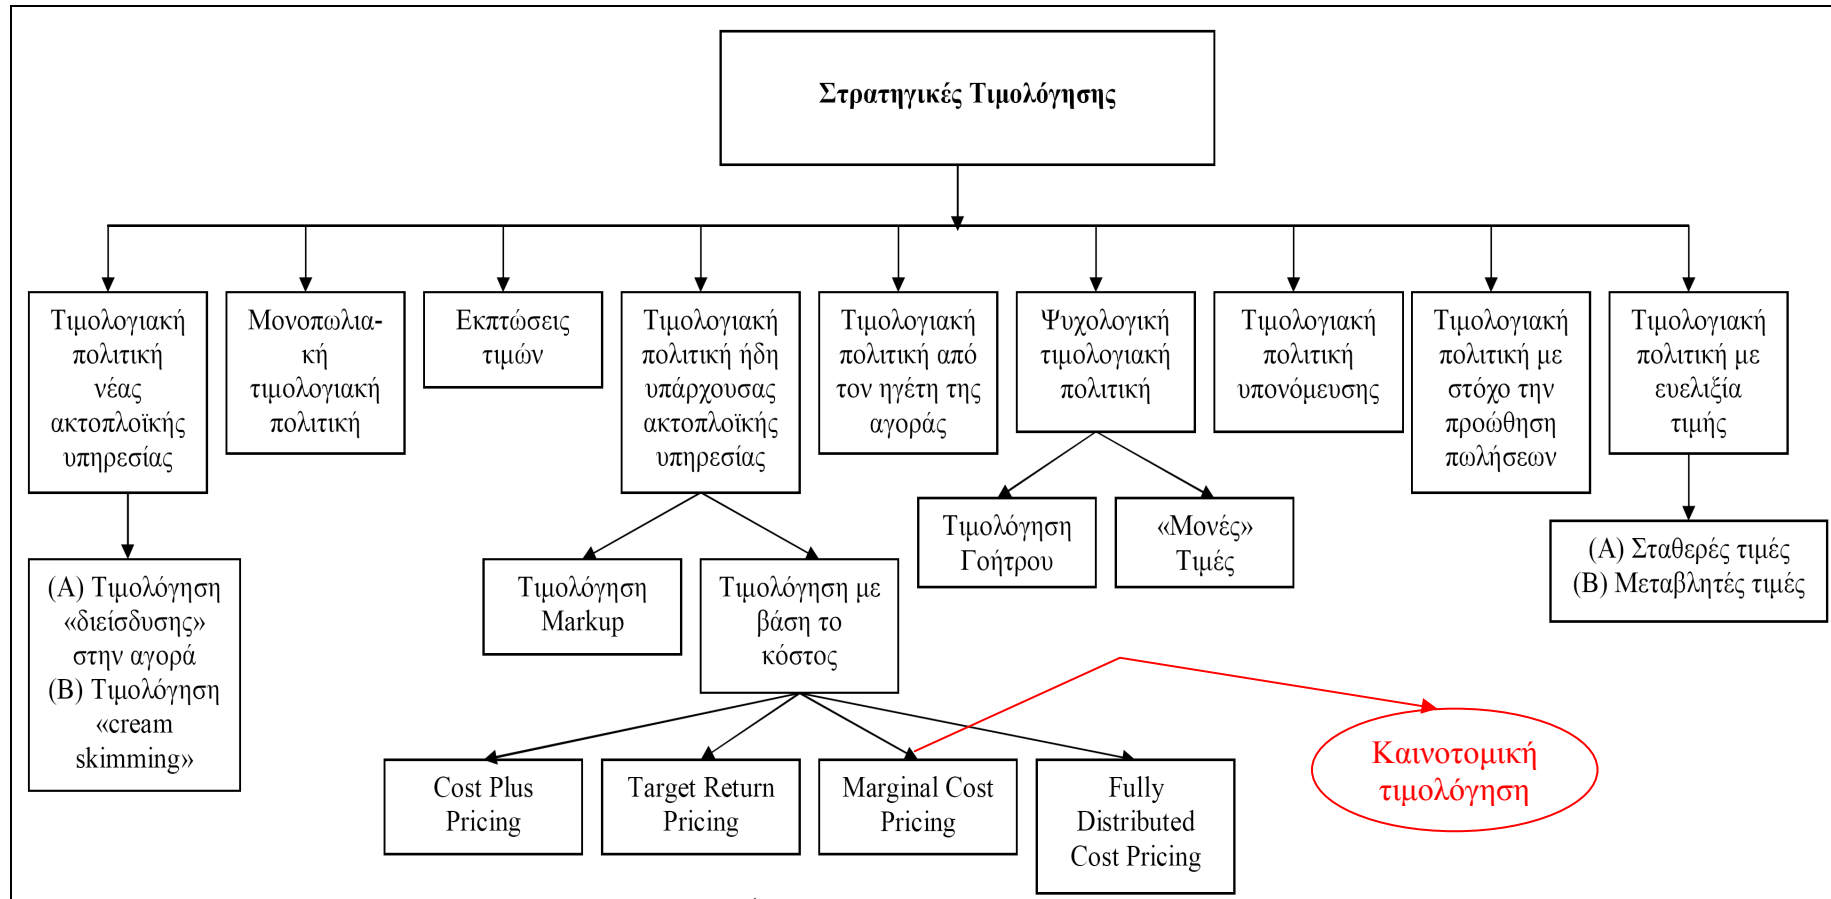 Στρατηγικές Τιμολόγησης
Τιμολογιακή
πολιτική
νέας
ακτοπλοϊκής
υπηρεσίας
Μονοπωλια-
κή
τιμολογιακή
πολιτική
Εκπτώσεις
τιμών
Τιμολογιακή
πολιτική ήδη
υπάρχουσας
ακτοπλοϊκής
υπηρεσίας
Τιμολογιακή
πολιτική από
τον ηγέτη της
αγοράς
Ψυχολογική
τιμολογιακή
πολιτική
Τιμολογιακή
πολιτική
υπονόμευσης
Τιμολογιακή
πολιτική με
στόχο την
προώθηση
πωλήσεων
Τιμολογιακή
πολιτική με
ευελιξία
τιμής
(Α) Τιμολόγηση
«διείσδυσης»
στην αγορά
(Β) Τιμολόγηση
«cream
skimming»
Τιμολόγηση
Markup
Τιμολόγηση με
βάση το
κόστος
Τιμολόγηση
Γοήτρου
«Μονές»
Τιμές
(Α) Σταθερές τιμές
(Β) Μεταβλητές τιμές
Cost Plus
Pricing
Target Return
Pricing
Marginal Cost
Pricing
Fully
Distributed
Cost Pricing
Καινοτομική
τιμολόγηση